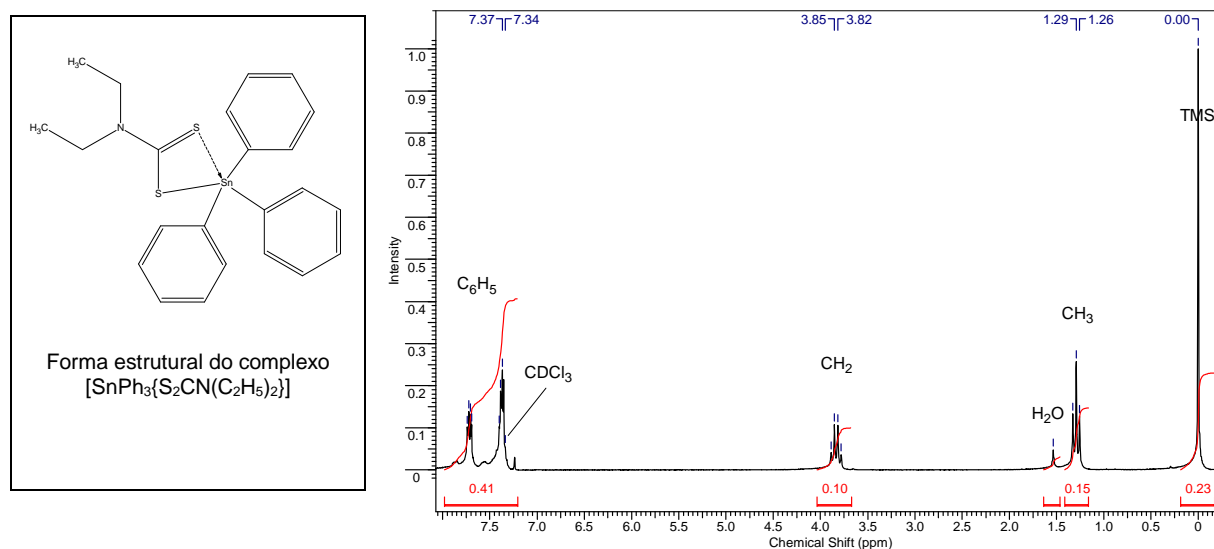 H₃C
H₃C
N
S
S
Sn
Forma estrutural do complexo
[SnPh₃{S₂CN(C₂H₅)₂}]
7.37 7.34 3.85 3.82 1.29 1.26 0.00
1.0
0.9
TMS
0.8
0.7
0.6
0.5
Intensity
C₆H₅
0.4
CH₃
0.3
CH₂
CDCl₃
0.2
H₂O
0.1
0
0.41 0.10 0.15 0.23
7.5 7.0 6.5 6.0 5.5 5.0 4.5 4.0 3.5 3.0 2.5 2.0 1.5 1.0 0.5 0
Chemical Shift (ppm)